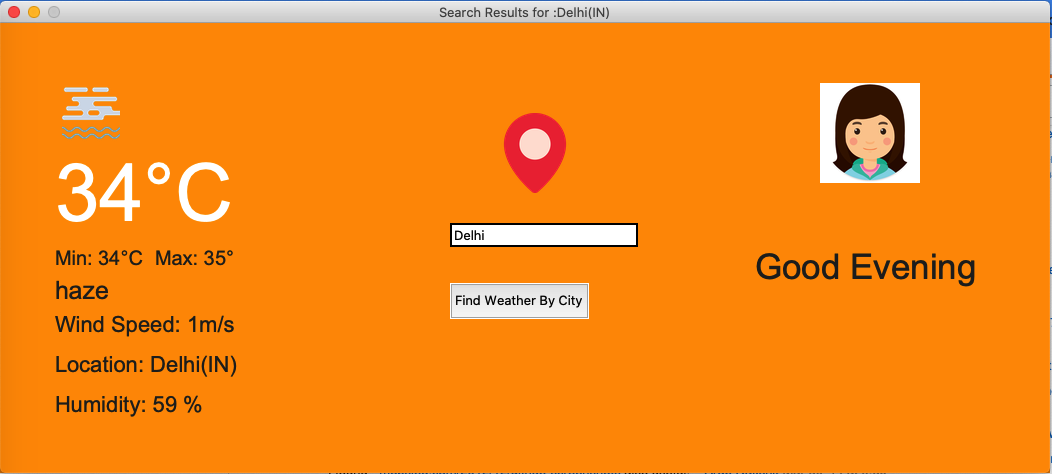 Search Results for :Delhi(IN)
34°C
Min: 34°C  Max: 35°
haze
Wind Speed: 1m/s
Location: Delhi(IN)
Humidity: 59 %
Delhi
Find Weather By City
Good Evening